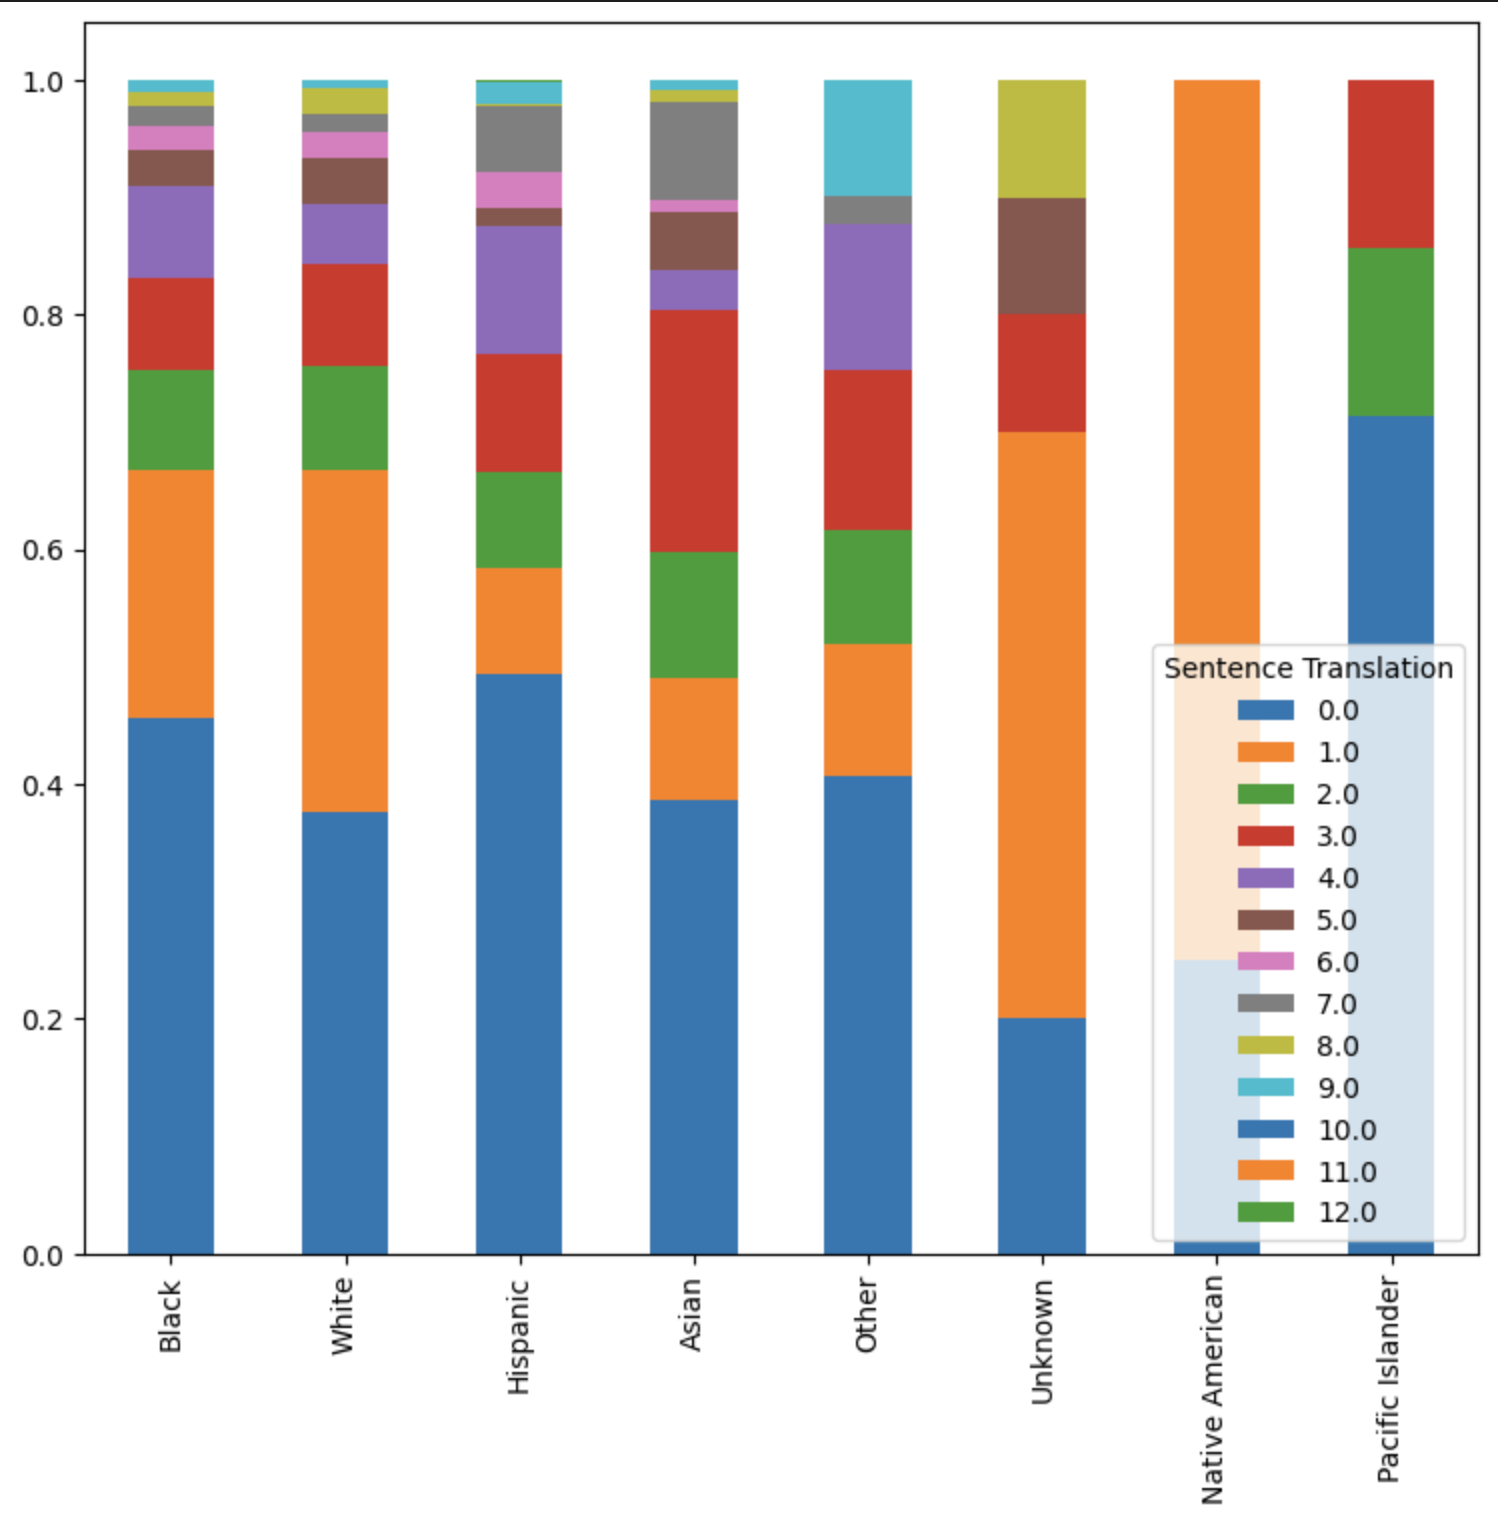 1.0
0.8
0.6
0.4
0.2
0.0
Sentence Translation
0.0
1.0
2.0
3.0
4.0
5.0
6.0
7.0
8.0
9.0
10.0
11.0
12.0
Black
White
Hispanic
Asian
Other
Unknown
Native American
Pacific Islander